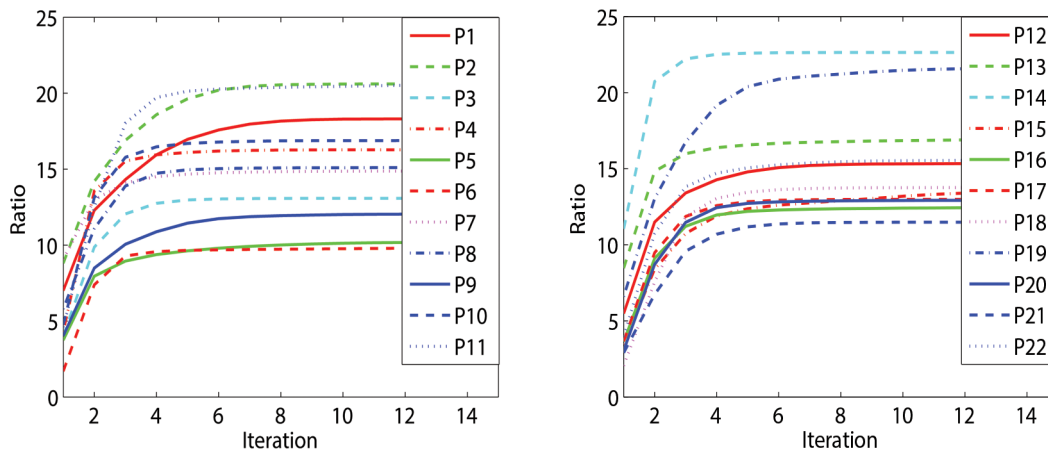 25
20
15
10
5
0
Ratio
2 4 6 8 10 12 14
Iteration
P1
P2
P3
P4
P5
P6
P7
P8
P9
P10
P11
25
20
15
10
5
0
Ratio
2 4 6 8 10 12 14
Iteration
P12
P13
P14
P15
P16
P17
P18
P19
P20
P21
P22